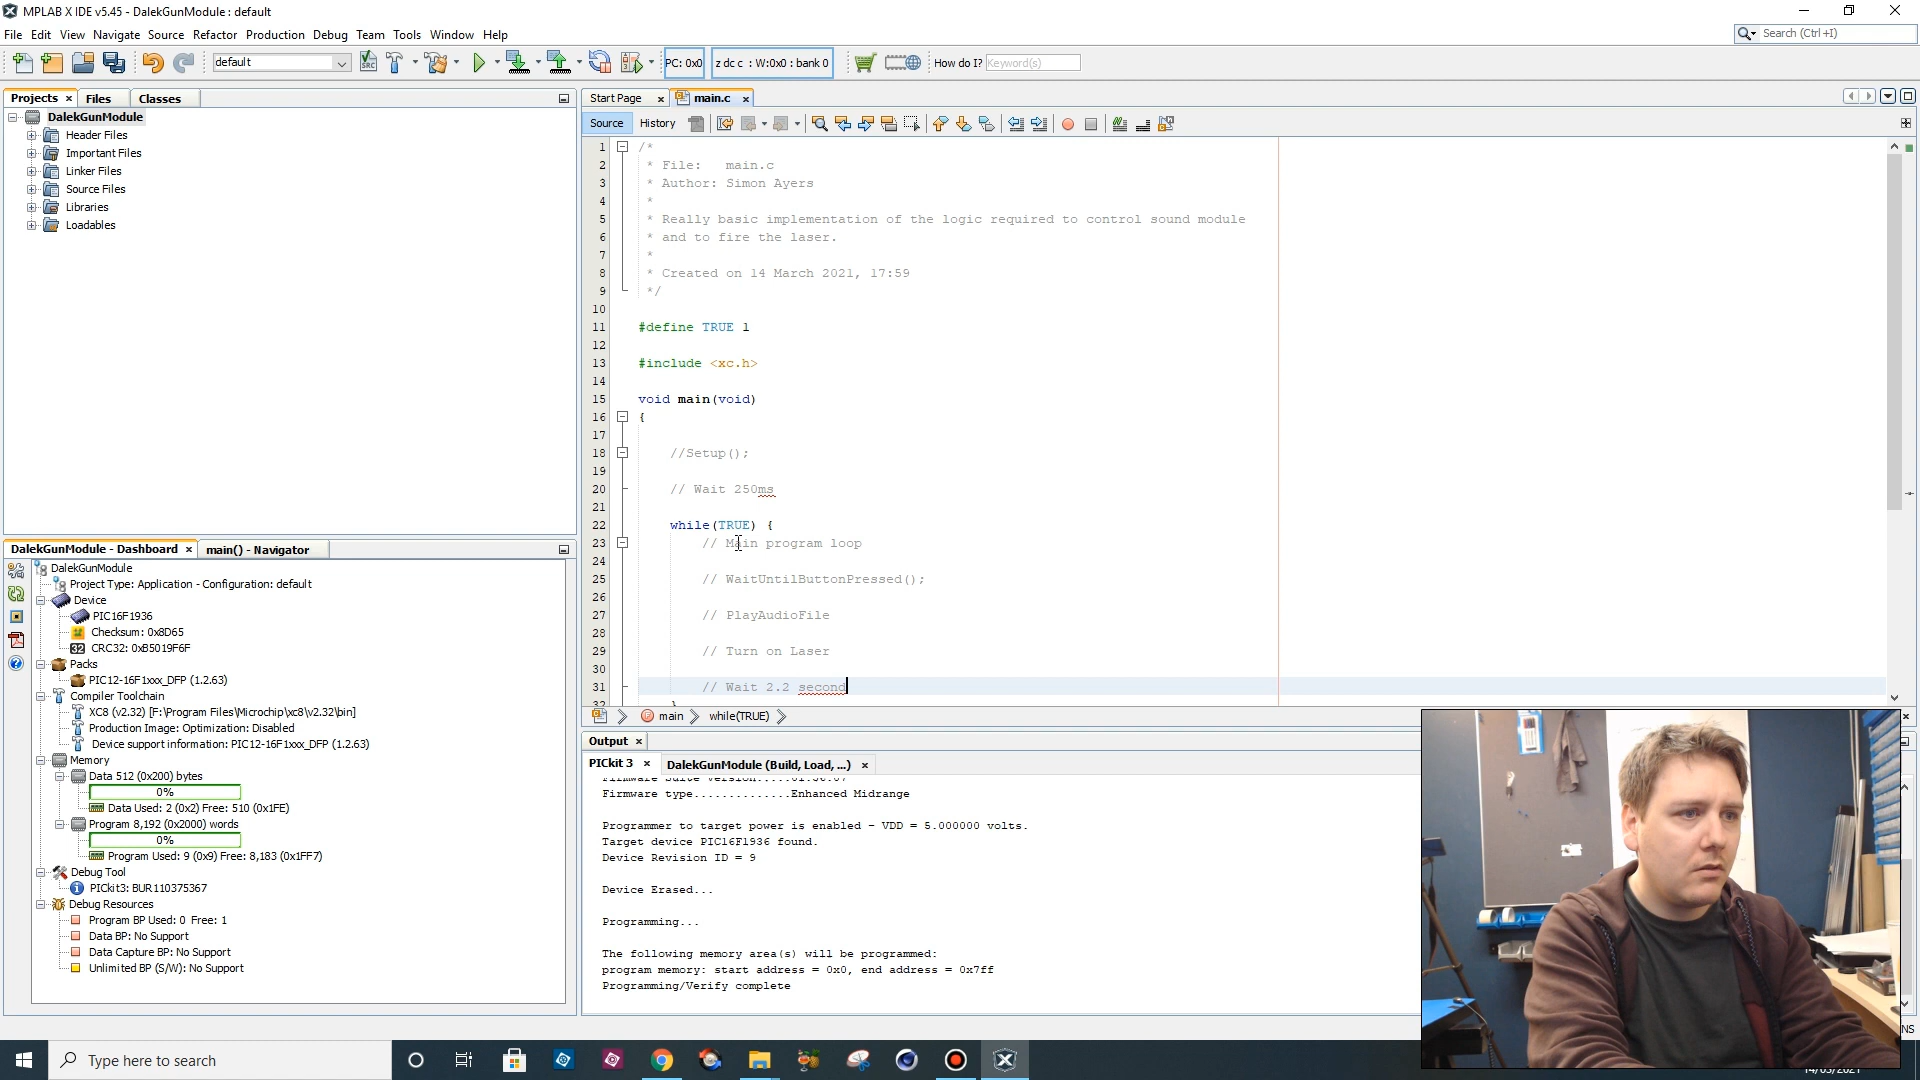 MPLAB X IDE v5.45 - DalekGunModule : default
File Edit View Navigate Source Refactor Production Debug Team Tools Window Help
Search (Ctrl+I)
default
PC: 0x0
z dc c : W:0x0 : bank 0
How do I?
Keyword(s)
Projects
Files
Classes
DalekGunModule
Header Files
Important Files
Linker Files
Source Files
Libraries
Loadables
DalekGunModule - Dashboard
main() - Navigator
DalekGunModule
Project Type: Application - Configuration: default
Device
PIC16F1936
Checksum: 0x8D65
32 CRC32: 0xB5019F6F
Packs
PIC12-16F1xxx_DFP (1.2.63)
Compiler Toolchain
XC8 (v2.32) [F:\Program Files\Microchip\xc8\v2.32\bin]
Production Image: Optimization: Disabled
Device support information: PIC12-16F1xxx_DFP (1.2.63)
Memory
Data 512 (0x200) bytes
0%
Data Used: 2 (0x2) Free: 510 (0x1FE)
Program 8,192 (0x2000) words
0%
Program Used: 9 (0x9) Free: 8,183 (0x1FF7)
Debug Tool
PICkit3: BUR110375367
Debug Resources
Program BP Used: 0 Free: 1
Data BP: No Support
Data Capture BP: No Support
Unlimited BP (S/W): No Support
Start Page
main.c
Source
History
1 /*
2 * File: main.c
3 * Author: Simon Ayers
4 *
5 * Really basic implementation of the logic required to control sound module
6 * and to fire the laser.
7 *
8 * Created on 14 March 2021, 17:59
9 */
10
11 #define TRUE 1
12
13 #include <xc.h>
14
15 void main(void)
16 {
17
18 //Setup();
19
20 // Wait 250ms
21
22 while(TRUE) {
23 // Main program loop
24
25 // WaitUntilButtonPressed();
26
27 // PlayAudioFile
28
29 // Turn on Laser
30
31 // Wait 2.2 second
32 }
main
while(TRUE)
Output
PICkit 3
DalekGunModule (Build, Load, ...)
Firmware type..............Enhanced Midrange
Programmer to target power is enabled - VDD = 5.000000 volts.
Target device PIC16F1936 found.
Device Revision ID = 9
Device Erased...
Programming...
The following memory area(s) will be programmed:
program memory: start address = 0x0, end address = 0x7ff
Programming/Verify complete
NS
Type here to search